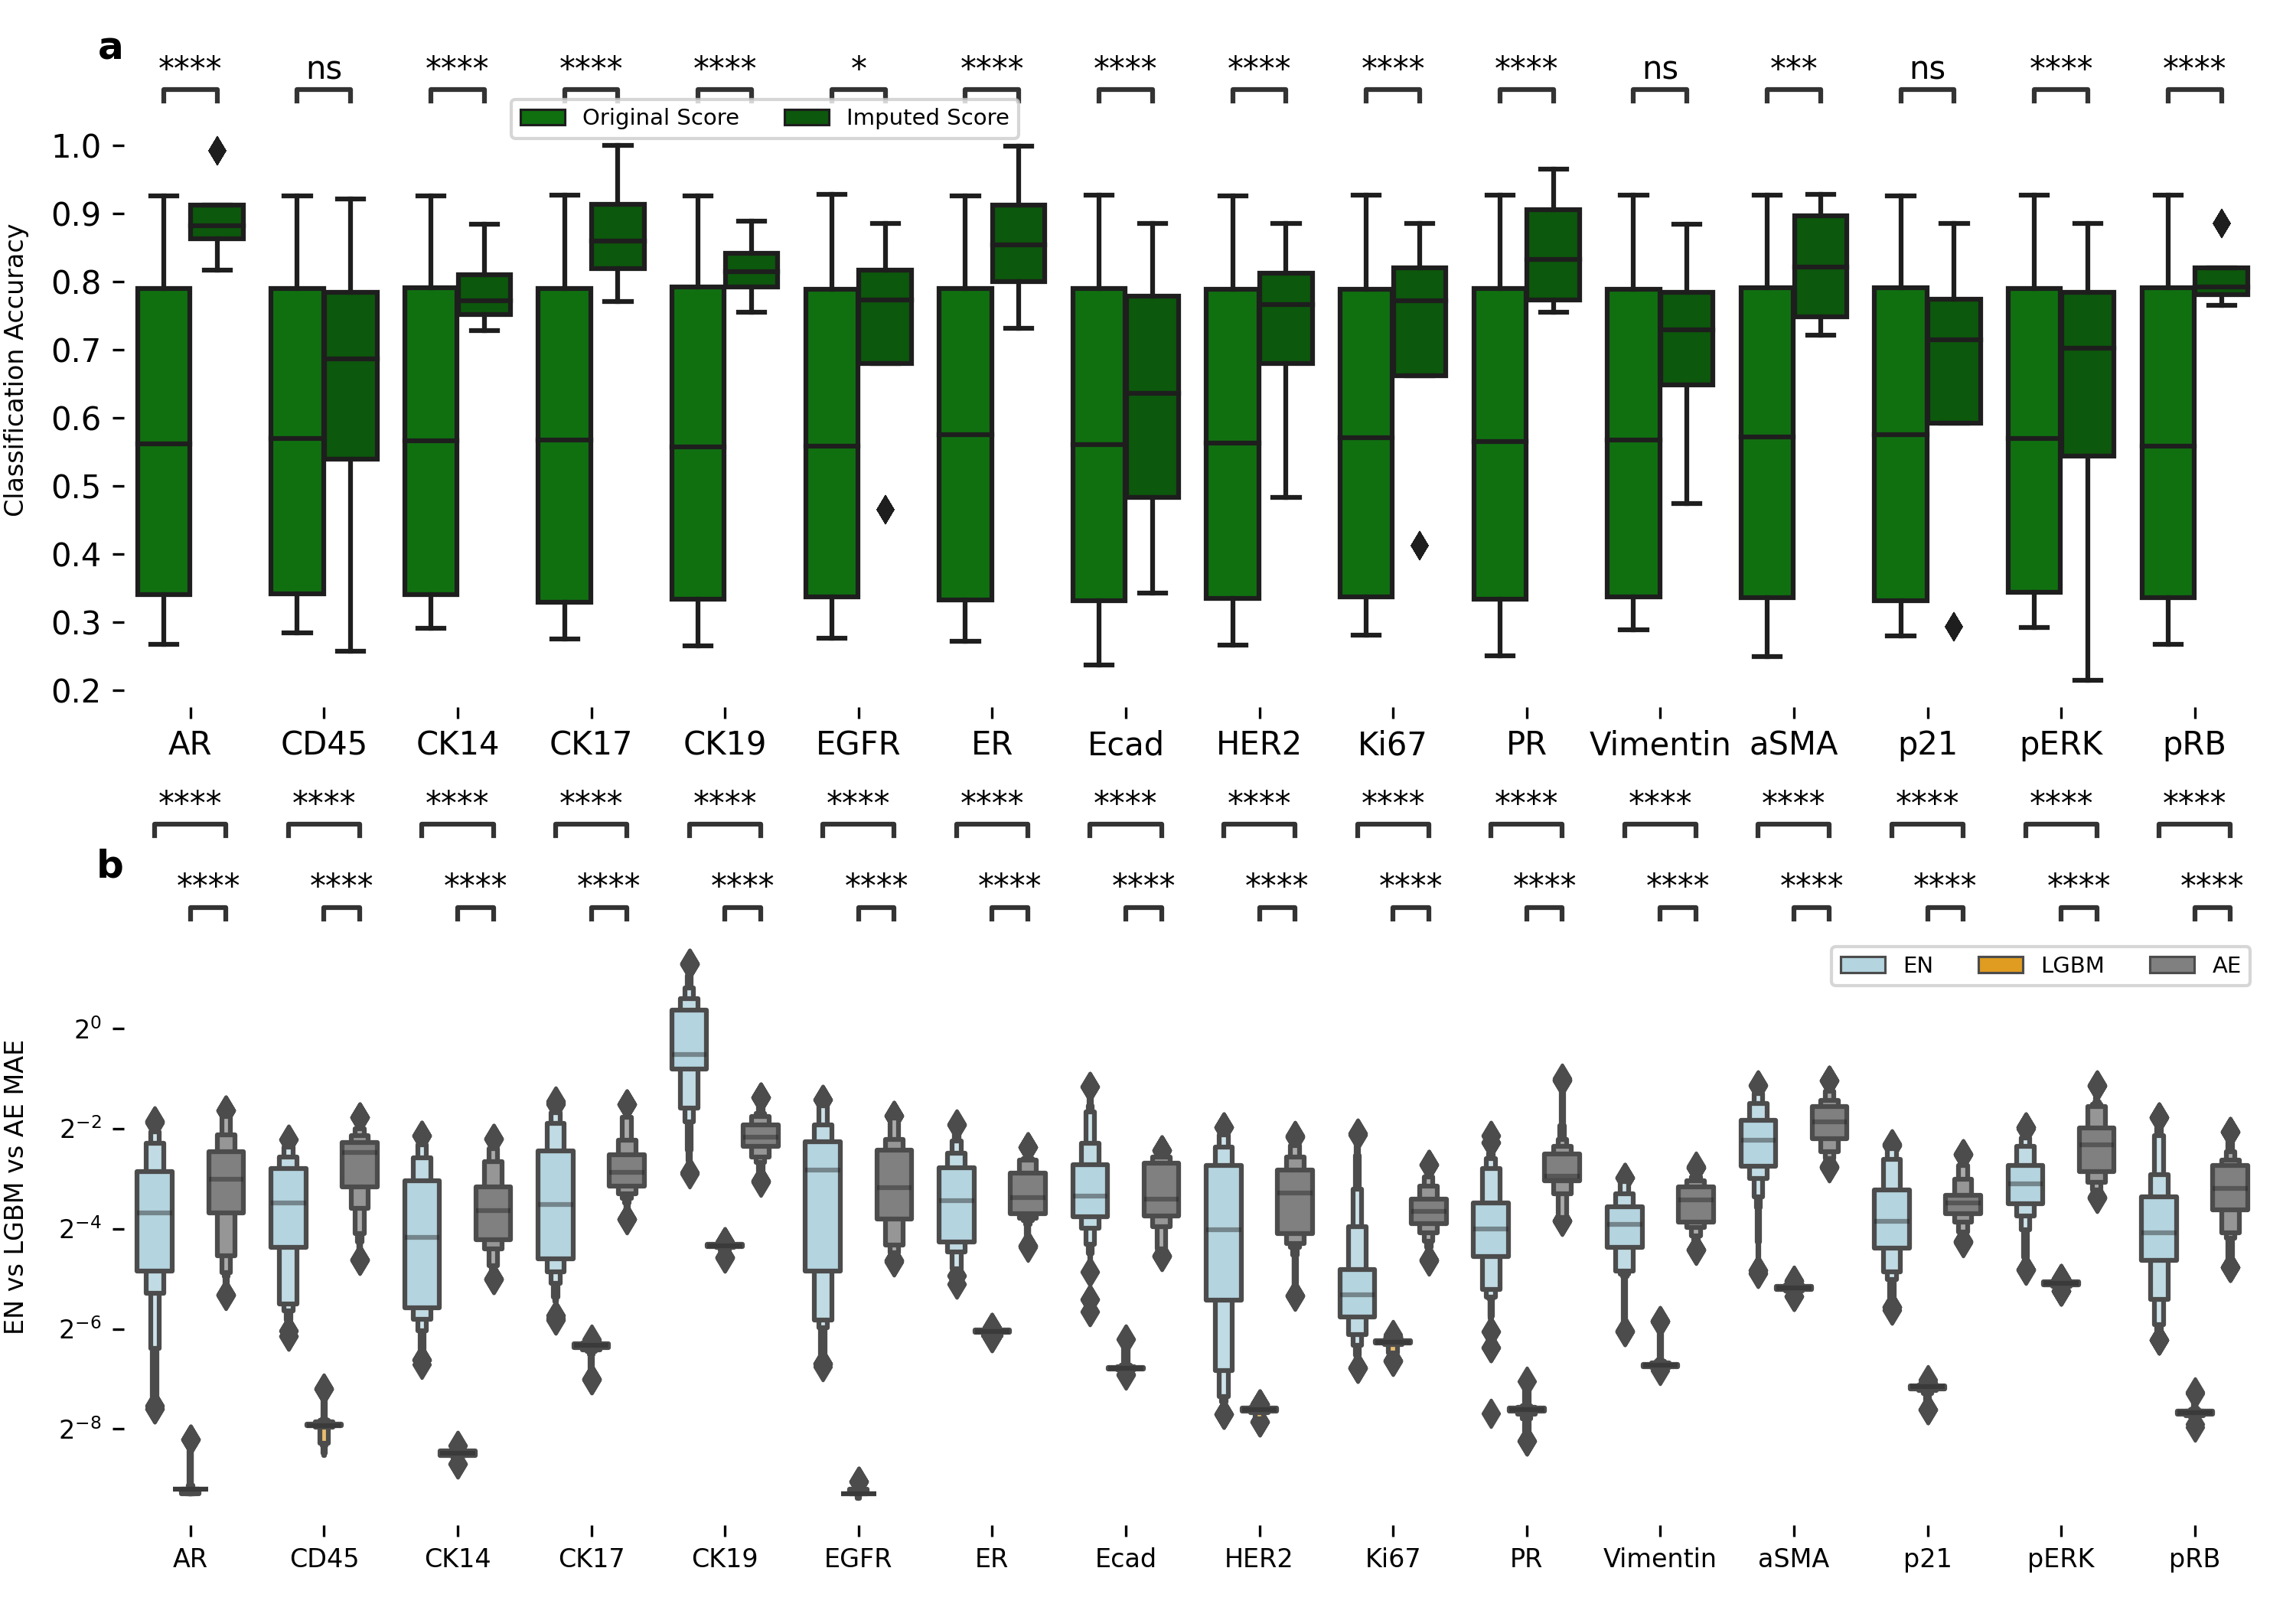 a
**** ns **** **** **** * **** **** **** **** **** ns *** ns **** ****
Original Score Imputed Score
Classification Accuracy
1.0
0.9
0.8
0.7
0.6
0.5
0.4
0.3
0.2
AR CD45 CK14 CK17 CK19 EGFR ER Ecad HER2 Ki67 PR Vimentin aSMA p21 pERK pRB
**** **** **** **** **** **** **** **** **** **** **** **** **** **** **** ****
b
**** **** **** **** **** **** **** **** **** **** **** **** **** **** **** ****
EN LGBM AE
EN vs LGBM vs AE MAE
2⁰
2⁻²
2⁻⁴
2⁻⁶
2⁻⁸
AR CD45 CK14 CK17 CK19 EGFR ER Ecad HER2 Ki67 PR Vimentin aSMA p21 pERK pRB